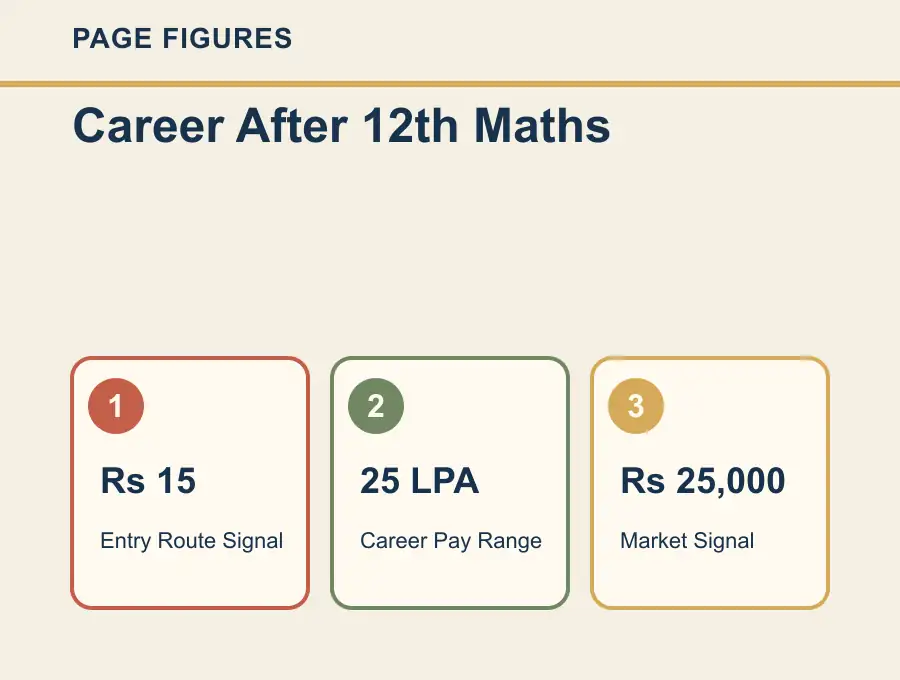 PAGE FIGURES
Career After 12th Maths
1
Rs 15
Entry Route Signal
2
25 LPA
Career Pay Range
3
Rs 25,000
Market Signal